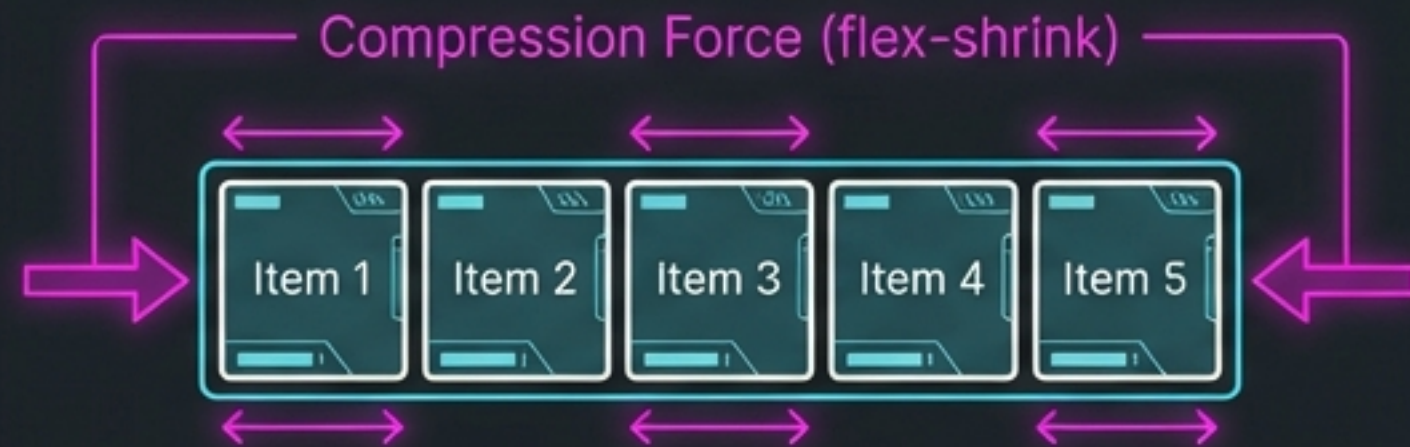 Compression Force (flex-shrink)
Item 1
Item 2
Item 3
Item 4
Item 5